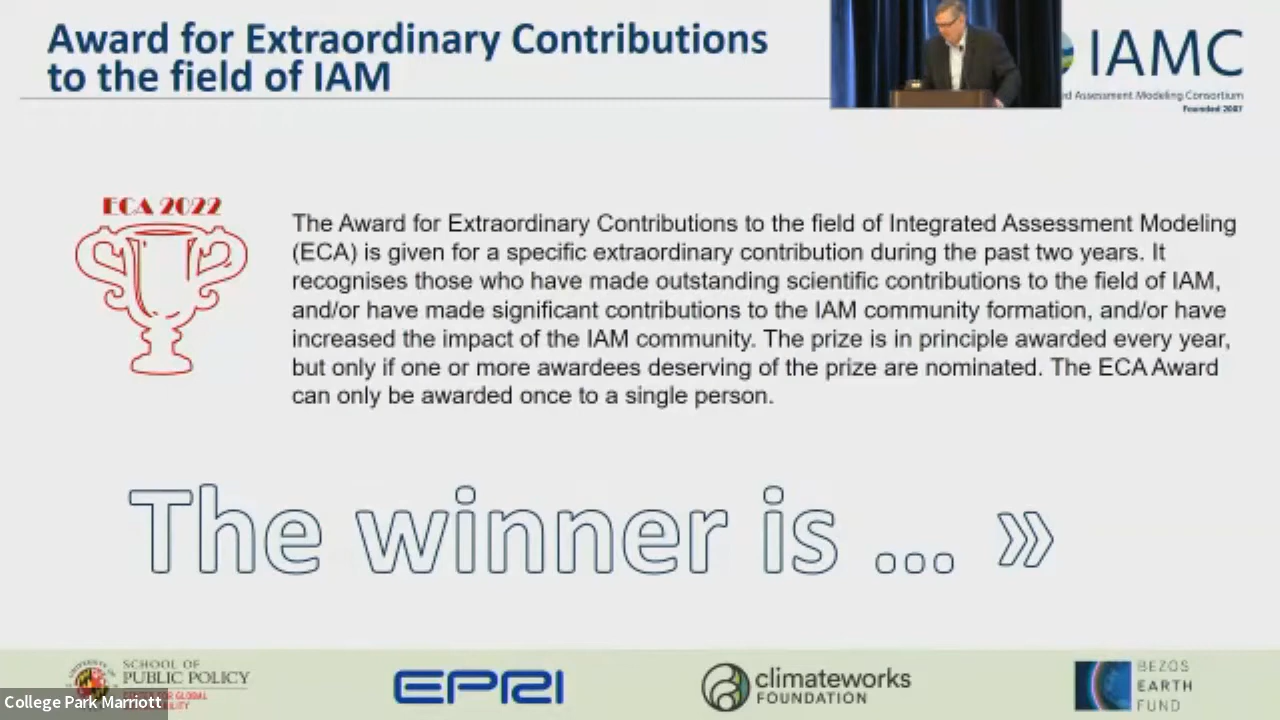 Award for Extraordinary Contributions
to the field of IAM
IAMC
ed Assessment Modeling Consortium
Founded 2007
ECA 2022
The Award for Extraordinary Contributions to the field of Integrated Assessment Modeling
(ECA) is given for a specific extraordinary contribution during the past two years. It
recognises those who have made outstanding scientific contributions to the field of IAM,
and/or have made significant contributions to the IAM community formation, and/or have
increased the impact of the IAM community. The prize is in principle awarded every year,
but only if one or more awardees deserving of the prize are nominated. The ECA Award
can only be awarded once to a single person.
The winner is ... »
SCHOOL OF
PUBLIC POLICY
FOR GLOBAL
EPRI
climateworks
FOUNDATION
BEZOS
EARTH
FUND
College Park Marriott